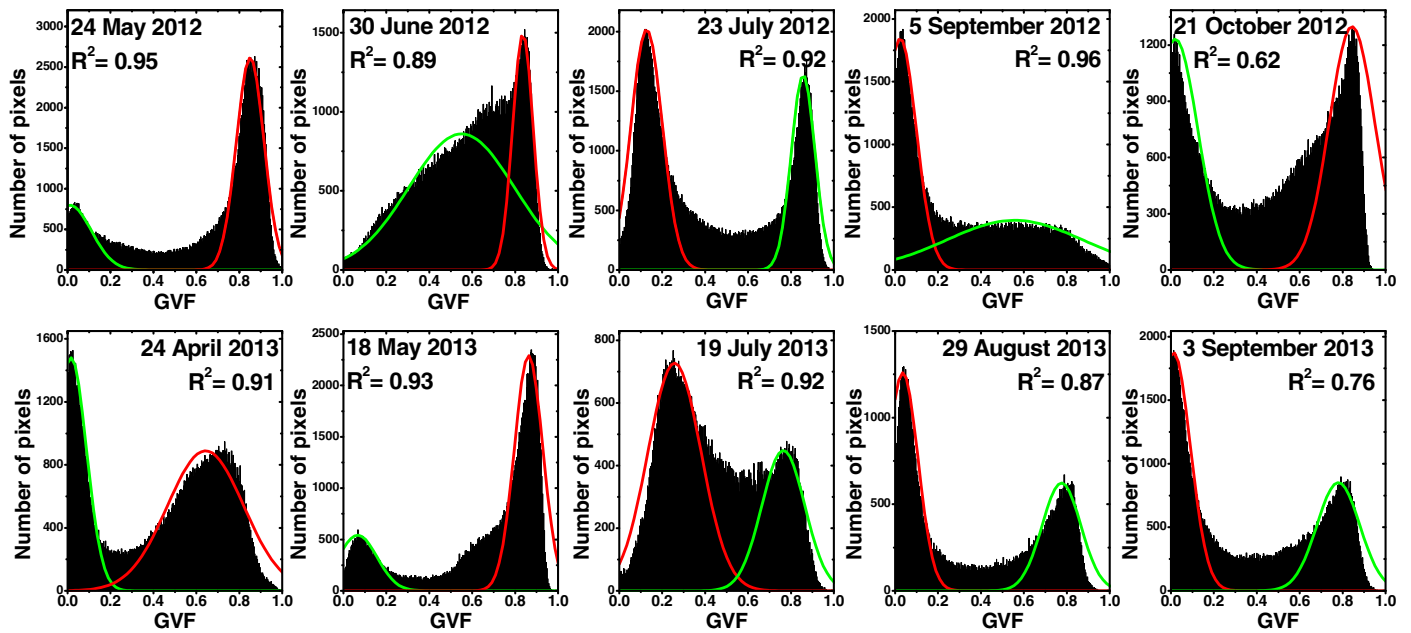 24 May 2012
R²= 0.95
Number of pixels
3000
2500
2000
1500
1000
500
0
0.0 0.2 0.4 0.6 0.8 1.0
GVF
30 June 2012
R²= 0.89
Number of pixels
1500
1000
500
0
0.0 0.2 0.4 0.6 0.8 1.0
GVF
23 July 2012
R²= 0.92
Number of pixels
2000
1500
1000
500
0
0.0 0.2 0.4 0.6 0.8 1.0
GVF
5 September 2012
R²= 0.96
Number of pixels
2000
1500
1000
500
0
0.0 0.2 0.4 0.6 0.8 1.0
GVF
21 October 2012
R²= 0.62
Number of pixels
1200
900
600
300
0
0.0 0.2 0.4 0.6 0.8 1.0
GVF
24 April 2013
R²= 0.91
Number of pixels
1600
1200
800
400
0
0.0 0.2 0.4 0.6 0.8 1.0
GVF
18 May 2013
R²= 0.93
Number of pixels
2500
2250
2000
1750
1500
1250
1000
750
500
250
0
0.0 0.2 0.4 0.6 0.8 1.0
GVF
19 July 2013
R²= 0.92
Number of pixels
800
600
400
200
0
0.0 0.2 0.4 0.6 0.8 1.0
GVF
29 August 2013
R²= 0.87
Number of pixels
1500
1000
500
0
0.0 0.2 0.4 0.6 0.8 1.0
GVF
3 September 2013
R²= 0.76
Number of pixels
2000
1500
1000
500
0
0.0 0.2 0.4 0.6 0.8 1.0
GVF